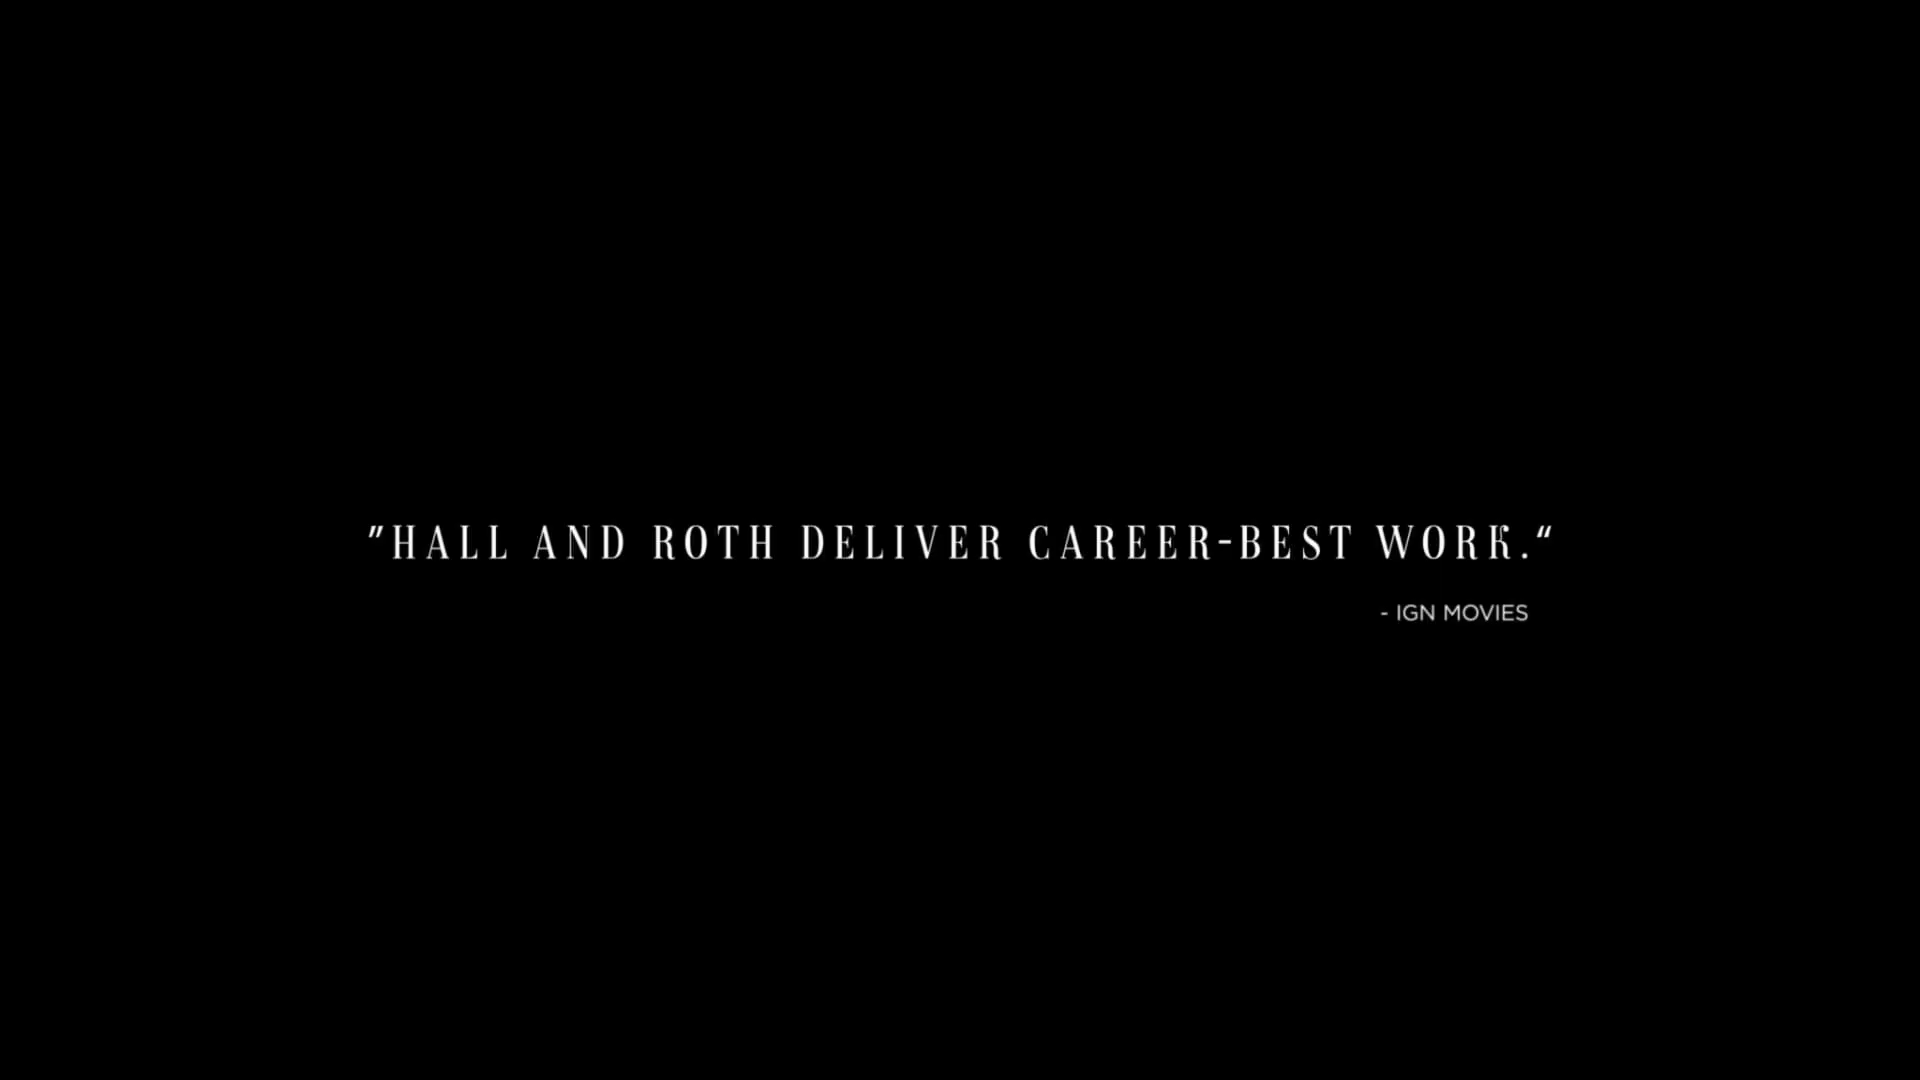 ”HALL AND ROTH DELIVER CAREER-BEST WORK.“
- IGN MOVIES